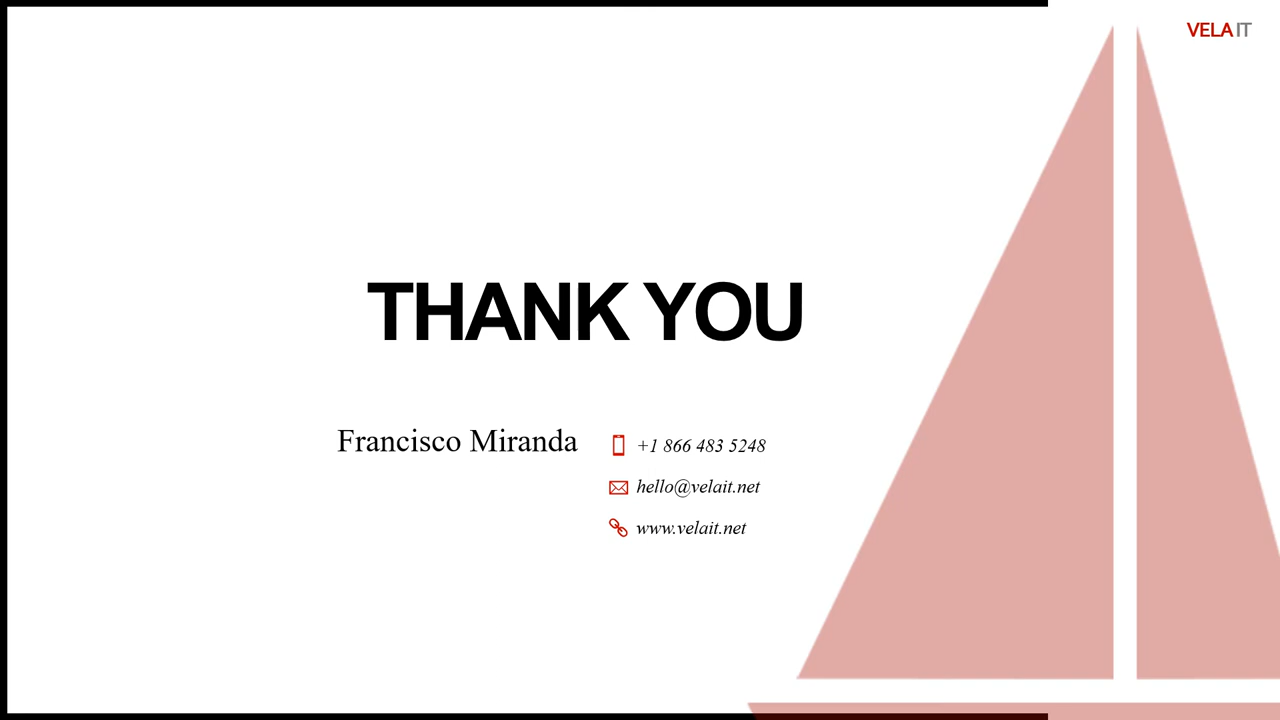 VELA IT
THANK YOU
Francisco Miranda
+1 866 483 5248
hello@velait.net
www.velait.net